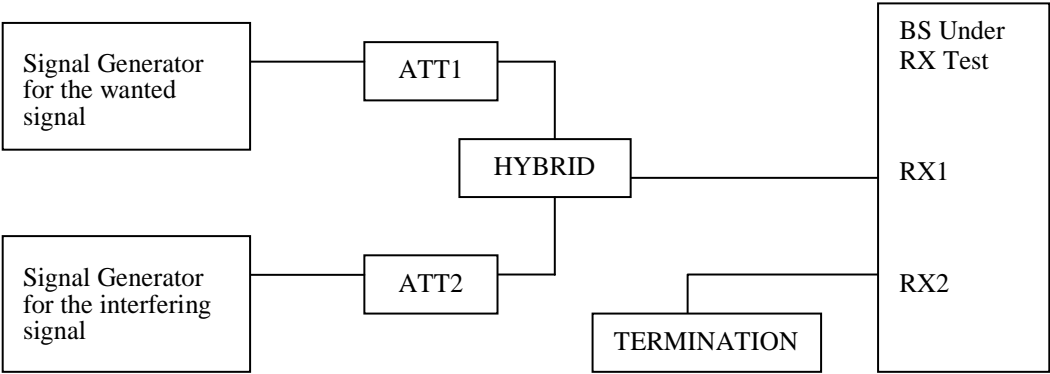 Signal Generator
for the wanted
signal
ATT1
HYBRID
Signal Generator
for the interfering
signal
ATT2
TERMINATION
BS Under
RX Test
RX1
RX2